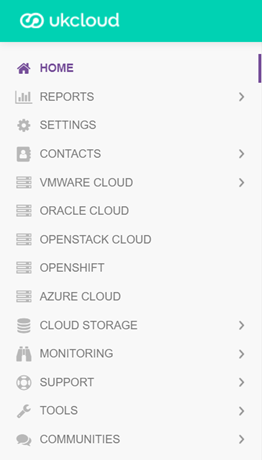 ukcloud
HOME
REPORTS
SETTINGS
CONTACTS
VMWARE CLOUD
ORACLE CLOUD
OPENSTACK CLOUD
OPENSHIFT
AZURE CLOUD
CLOUD STORAGE
MONITORING
SUPPORT
TOOLS
COMMUNITIES